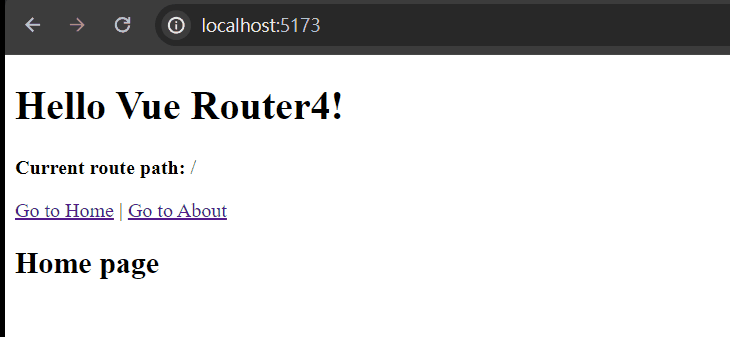 localhost:5173
Hello Vue Router4!
Current route path: /
Go to Home | Go to About
Home page